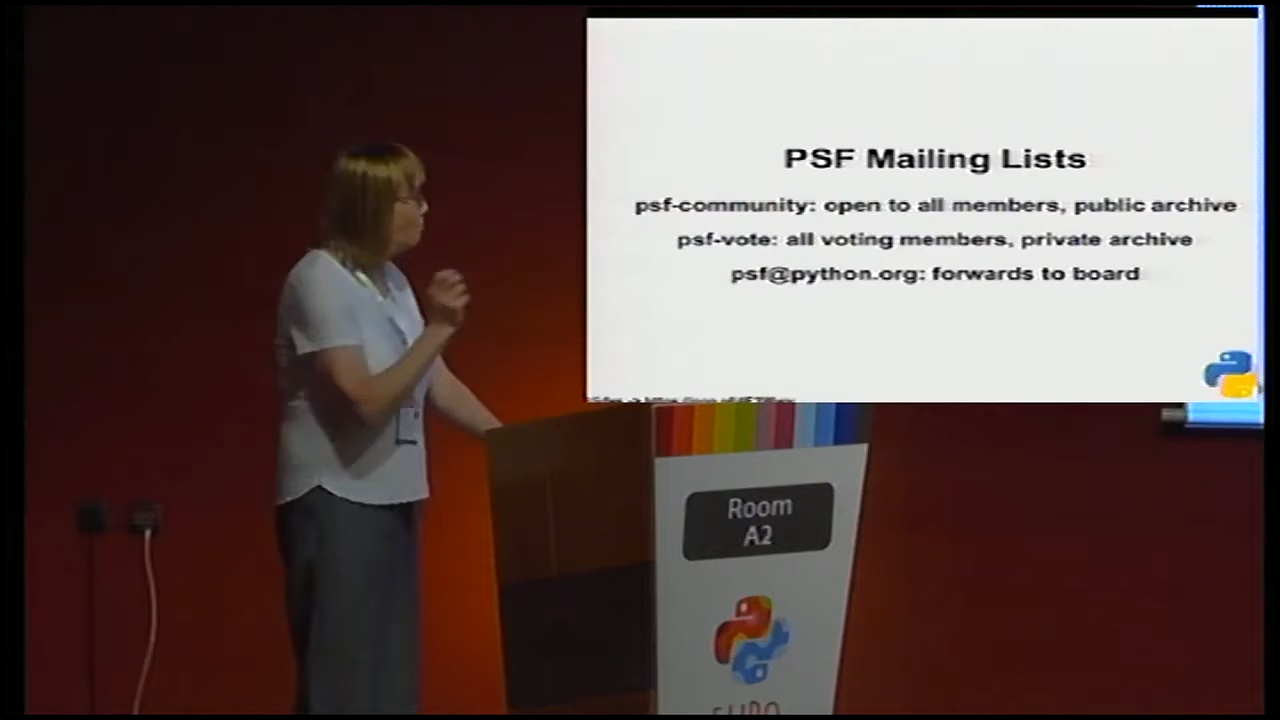 PSF Mailing Lists
psf-community: open to all members, public archive
psf-vote: all voting members, private archive
psf@python.org: forwards to board
Room
A2
EURO